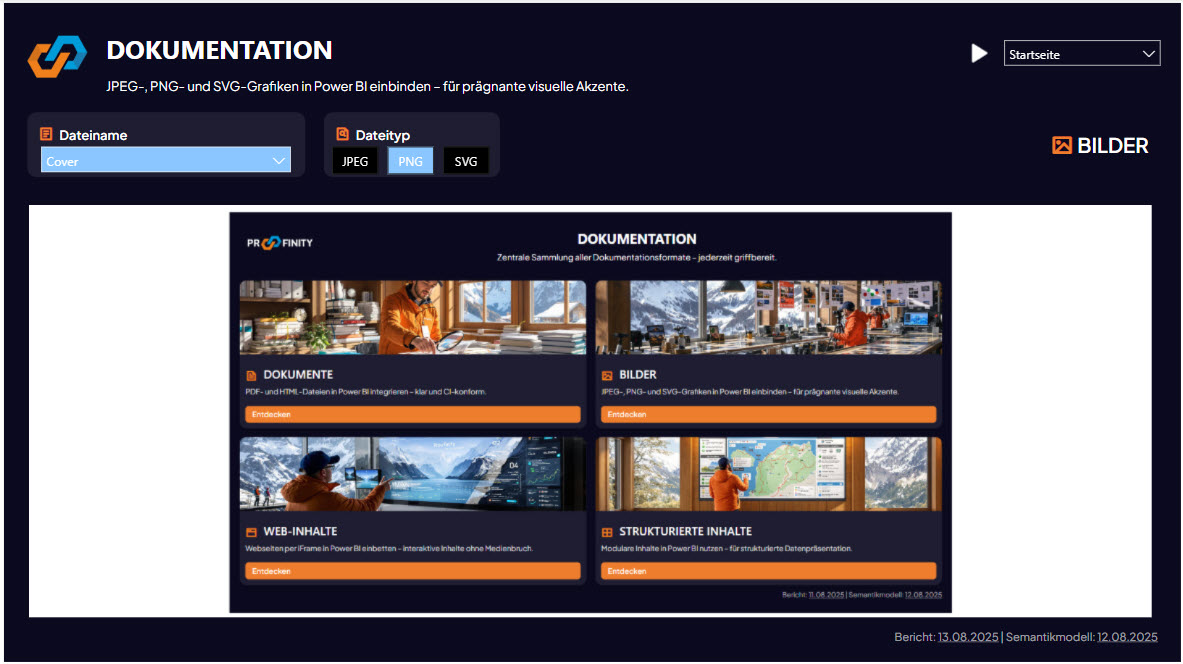 DOKUMENTATION
JPEG-, PNG- und SVG-Grafiken in Power BI einbinden – für prägnante visuelle Akzente.
Startseite
Dateiname
Cover
Dateityp
JPEG
PNG
SVG
BILDER
PR FINITY
DOKUMENTATION
Zentrale Sammlung aller Dokumentationsformate – jederzeit griffbereit.
DOKUMENTE
PDF- und HTML-Dateien in Power BI integrieren – klar und CI-konform.
Entdecken
BILDER
JPEG-, PNG- und SVG-Grafiken in Power BI einbinden – für prägnante visuelle Akzente.
Entdecken
04
WEB-INHALTE
Webseiten per iFrame in Power BI einbetten – interaktive Inhalte ohne Medienbruch.
Entdecken
STRUKTURIERTE INHALTE
Modulare Inhalte in Power BI nutzen – für strukturierte Datenpräsentation.
Entdecken
Bericht: 11.08.2025 | Semantikmodell: 12.08.2025
Bericht: 13.08.2025 | Semantikmodell: 12.08.2025